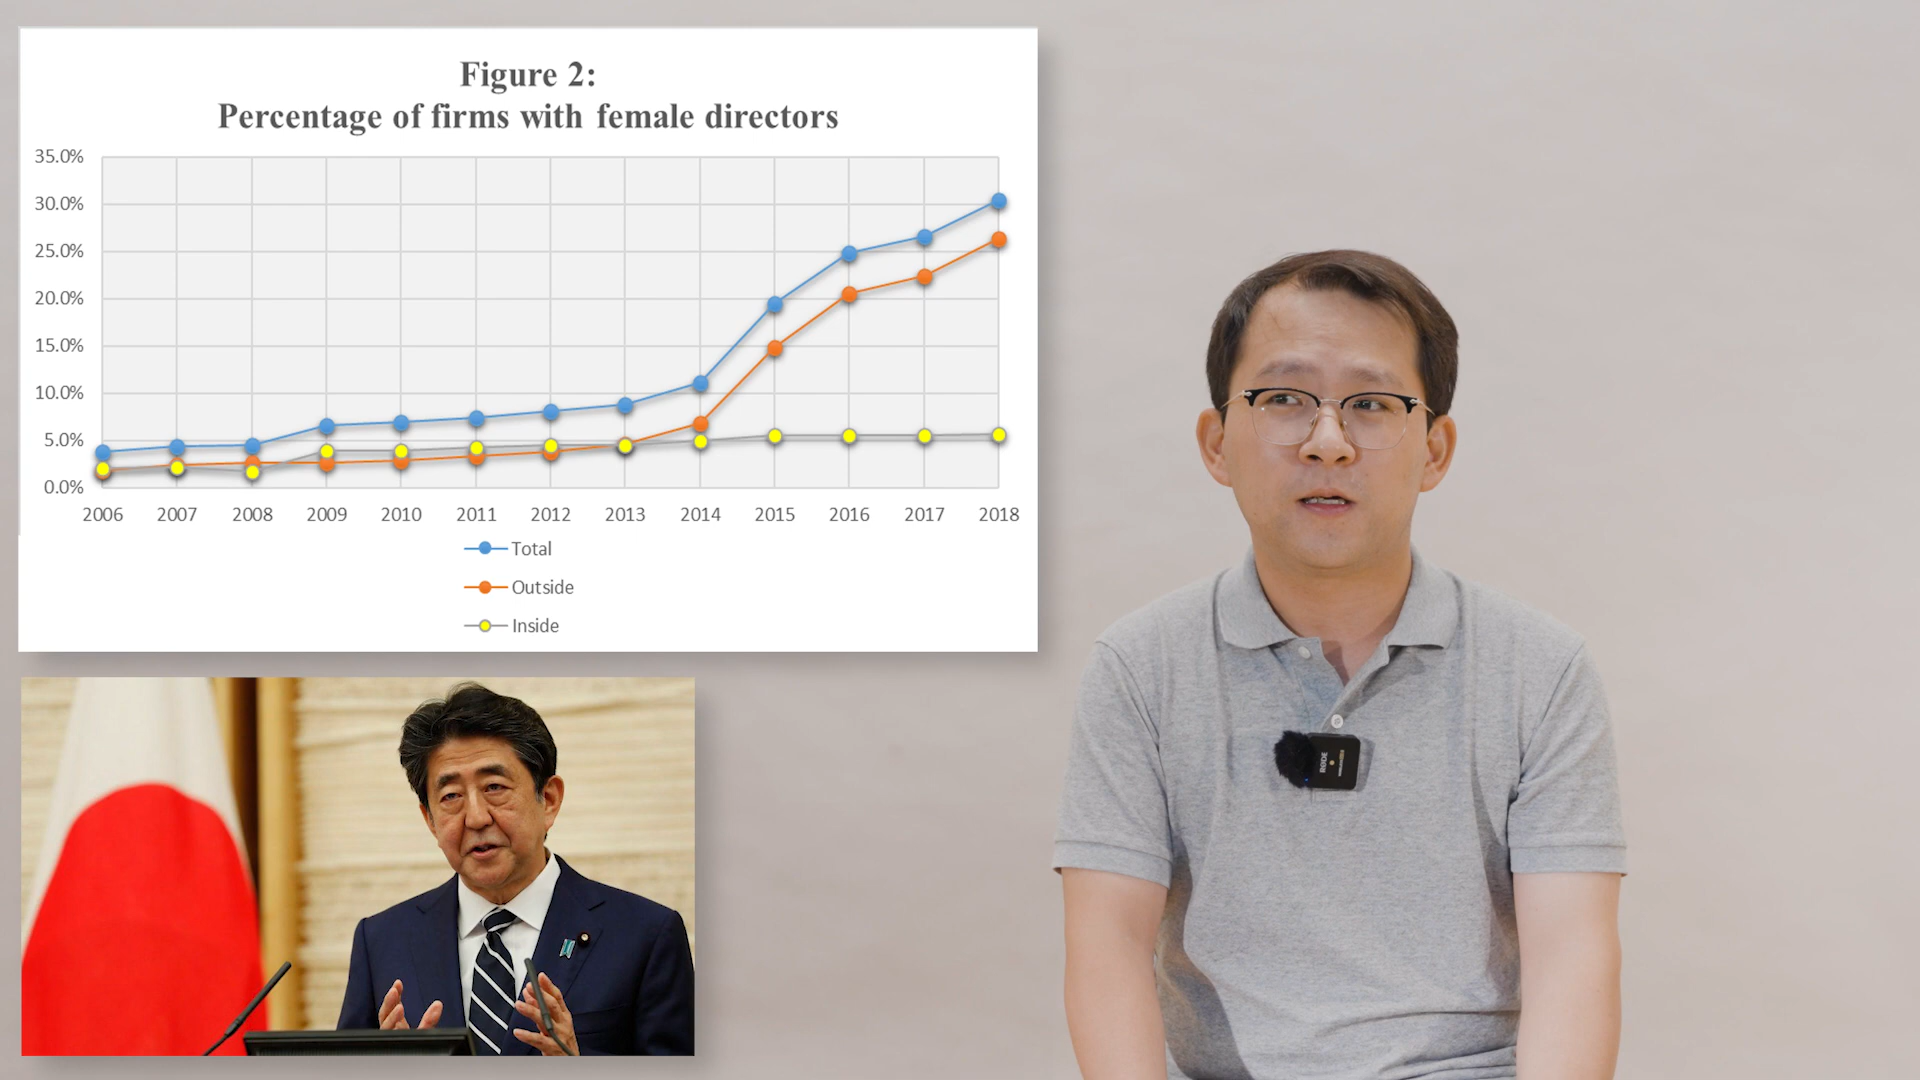 Figure 2:
Percentage of firms with female directors
35.0%
30.0%
25.0%
20.0%
15.0%
10.0%
5.0%
0.0%
2006 2007 2008 2009 2010 2011 2012 2013 2014 2015 2016 2017 2018
Total
Outside
Inside
RØDE